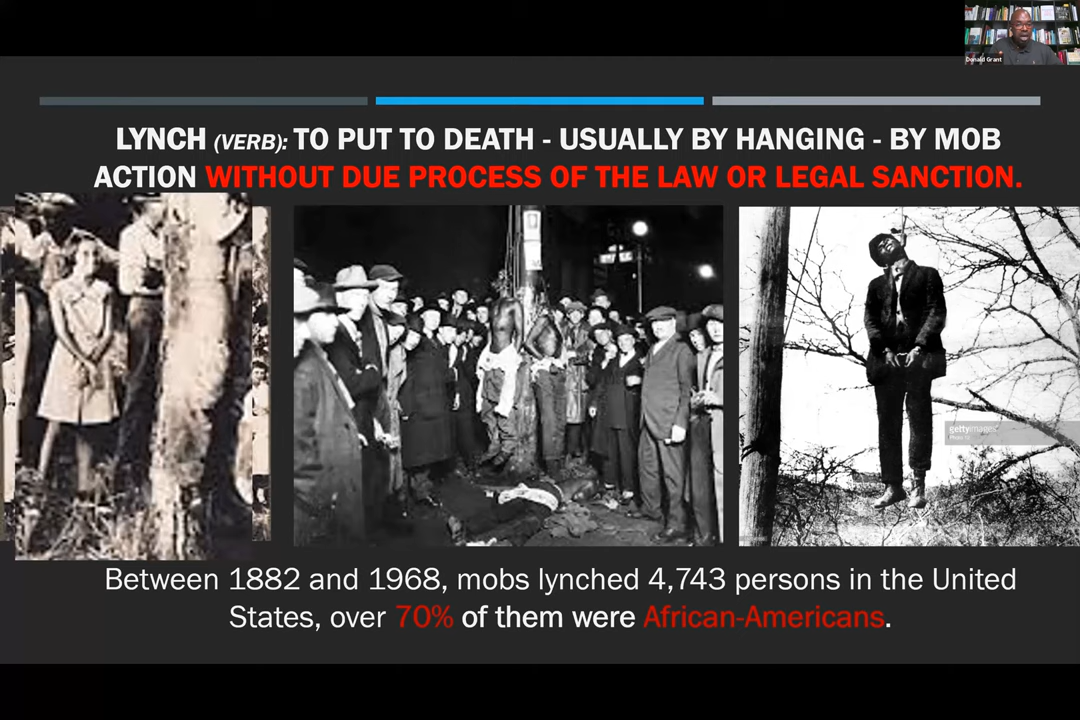 Donald Grant
LYNCH (VERB): TO PUT TO DEATH - USUALLY BY HANGING - BY MOB
ACTION WITHOUT DUE PROCESS OF THE LAW OR LEGAL SANCTION.
gettyimages
Between 1882 and 1968, mobs lynched 4,743 persons in the United
States, over 70% of them were African-Americans.